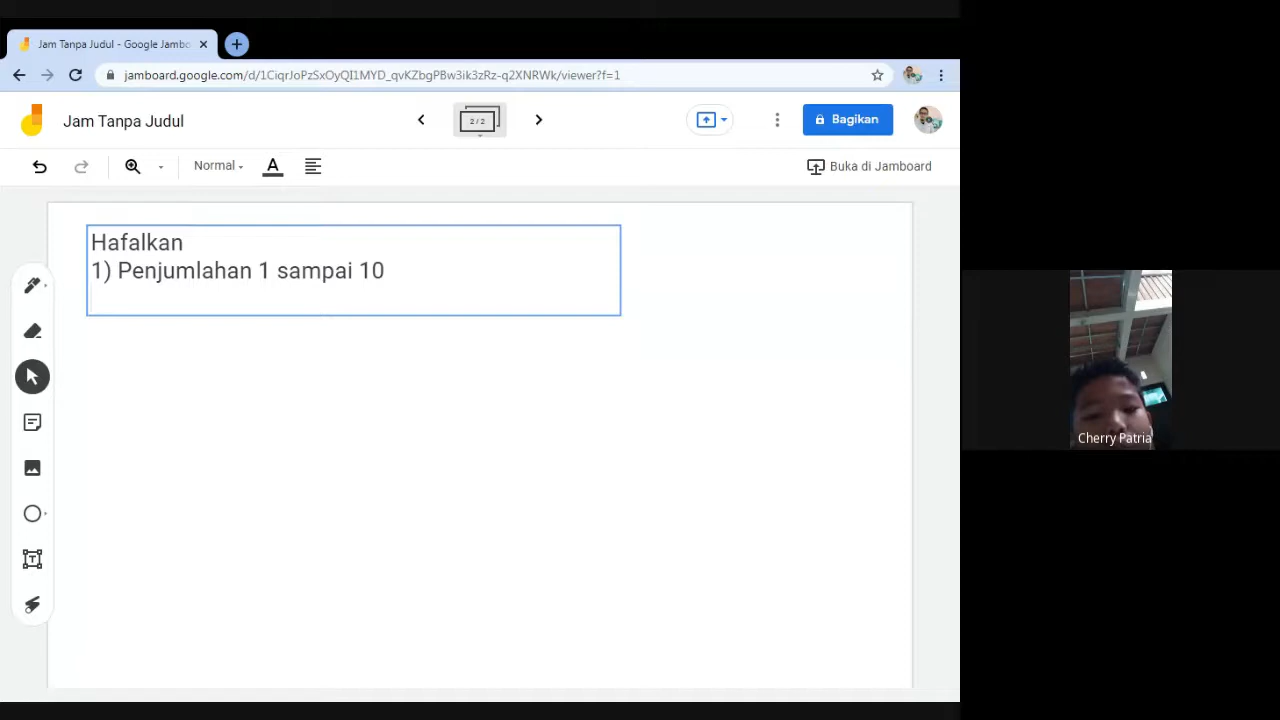 Jam Tanpa Judul - Google Jambo
jamboard.google.com/d/1CiqrJoPzSxOyQI1MYD_qvKZbgPBw3ik3zRz-q2XNRWk/viewer?f=1
Jam Tanpa Judul
2 / 2
Bagikan
Normal
A
Buka di Jamboard
Hafalkan
1) Penjumlahan 1 sampai 10
Cherry Patria